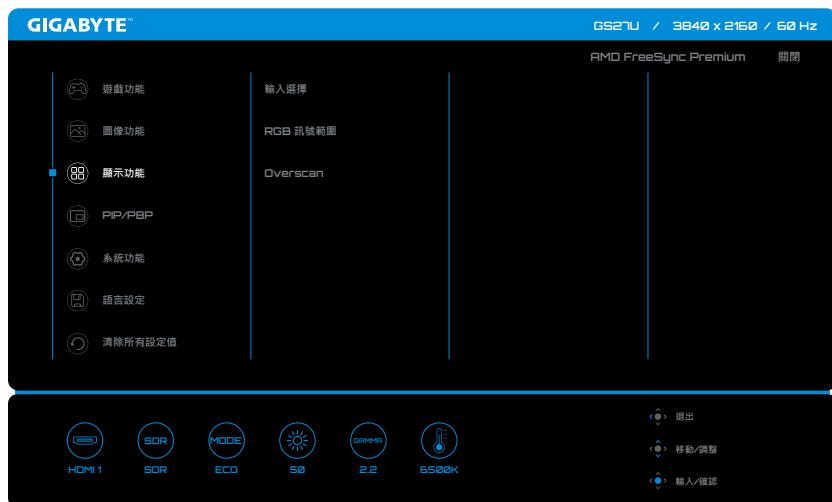 GIGABYTE™
GS27U / 3840 x 2160 / 60 Hz
AMD FreeSync Premium 關閉
遊戲功能
圖像功能
顯示功能
PIP/PBP
系統功能
語言設定
清除所有設定值
輸入選擇
RGB 訊號範圍
Overscan
SDR
MODE
GAMMA
HDMI 1
SDR
ECO
50
2.2
6500K
退出
移動/調整
輸入/確認